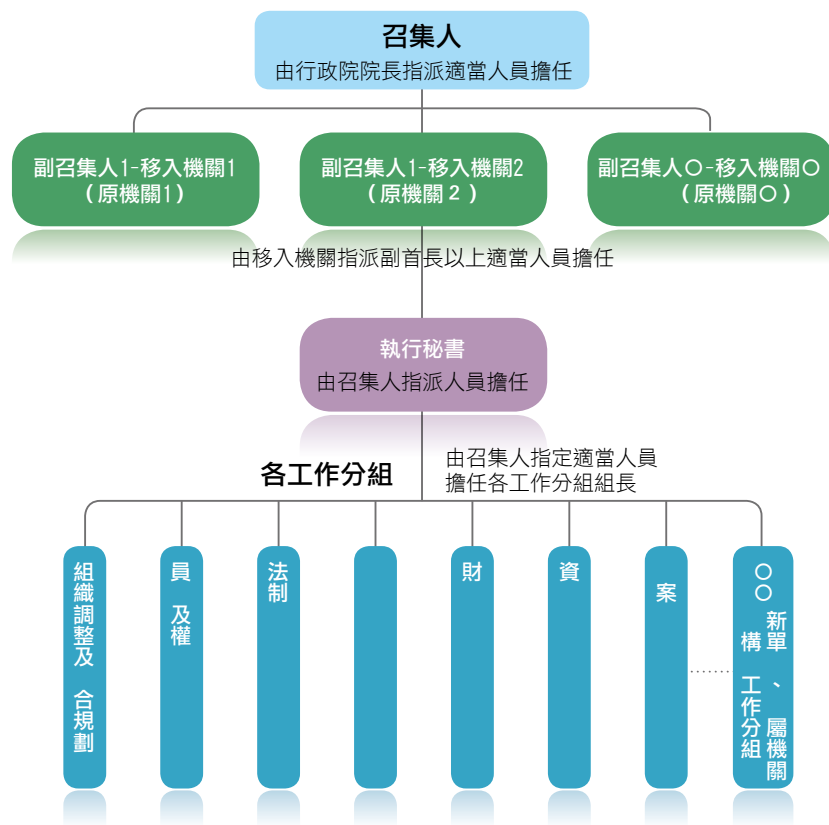 召集人
由行政院院長指派適當人員擔任
副召集人1-移入機關1
（原機關1）
副召集人1-移入機關2
（原機關２）
副召集人○-移入機關○
（原機關○）
由移入機關指派副首長以上適當人員擔任
執行秘書
由召集人指派人員擔任
各工作分組
由召集人指定適當人員
擔任各工作分組組長
組織調整及 合規劃
員 及權
法制
財
資
案
○○
新單 、 屬機關
構 工作分組